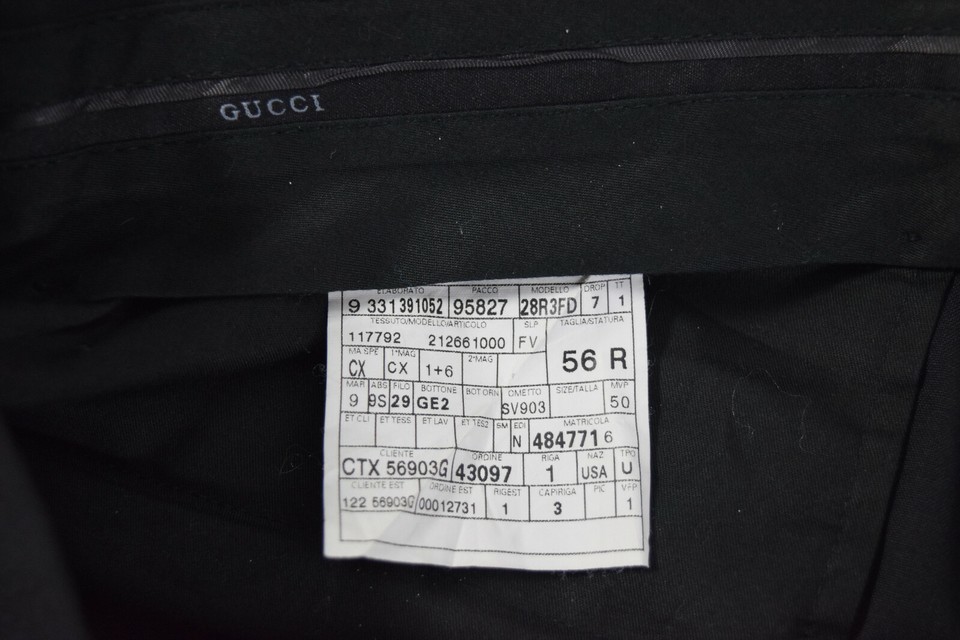 GUCCI
ELABORATO PACCO MODELLO DROP IT
9 331391052 95827 28R3FD 7 1
TESSUTO/MODELLO/ARTICOLO SLP TAGLIA/STATURA
117792 212661000 FV 56 R
MA SPE 1°MAG 2°MAG
CX CX 1+6
MAR ABS FILO BOTTONE BOT ORN OMETTO SIZE/TALLA MVP
9 9S 29 GE2 SV903 50
ET CLI ET TESS ET LAV ET TES2 SM EDI MATRICOLA
N 484771 6
CLIENTE ORDINE RIGA NAZ TPO
CTX 56903G 43097 1 USA U
CLIENTE EST ORDINE EST RIGEST CAPIRIGA PIC VFP
122 56903G 00012731 1 3 1